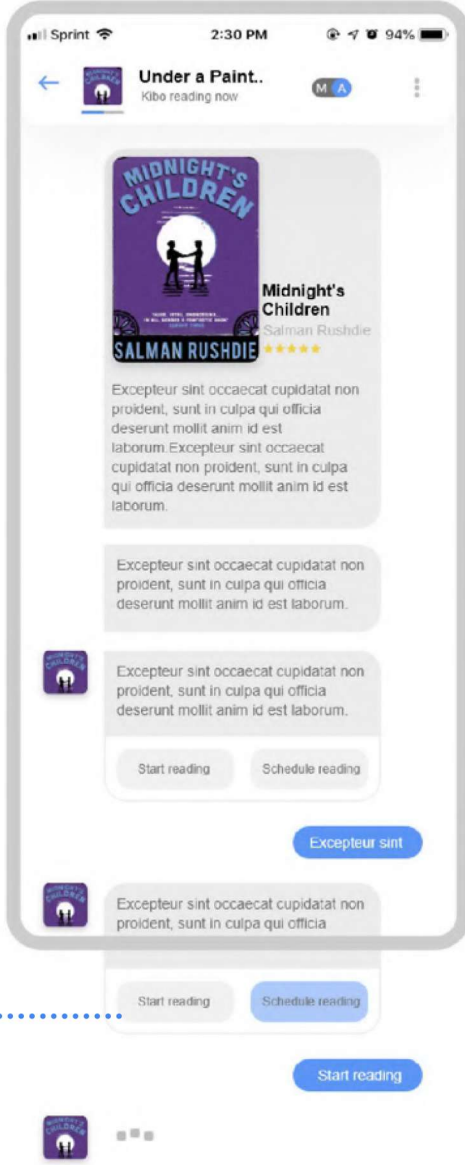 Sprint
2:30 PM
94%
Under a Paint..
Kibo reading now
M A
MIDNIGHT'S
CHILDREN
SALMAN RUSHDIE
Midnight's
Children
Salman Rushdie
Excepteur sint occaecat cupidatat non
proident, sunt in culpa qui officia
deserunt mollit anim id est
laborum.Excepteur sint occaecat
cupidatat non proident, sunt in culpa
qui officia deserunt mollit anim id est
laborum.
Excepteur sint occaecat cupidatat non
proident, sunt in culpa qui officia
deserunt mollit anim id est laborum.
Excepteur sint occaecat cupidatat non
proident, sunt in culpa qui officia
deserunt mollit anim id est laborum.
Start reading
Schedule reading
Excepteur sint
Excepteur sint occaecat cupidatat non
proident, sunt in culpa qui officia
Start reading
Schedule reading
Start reading